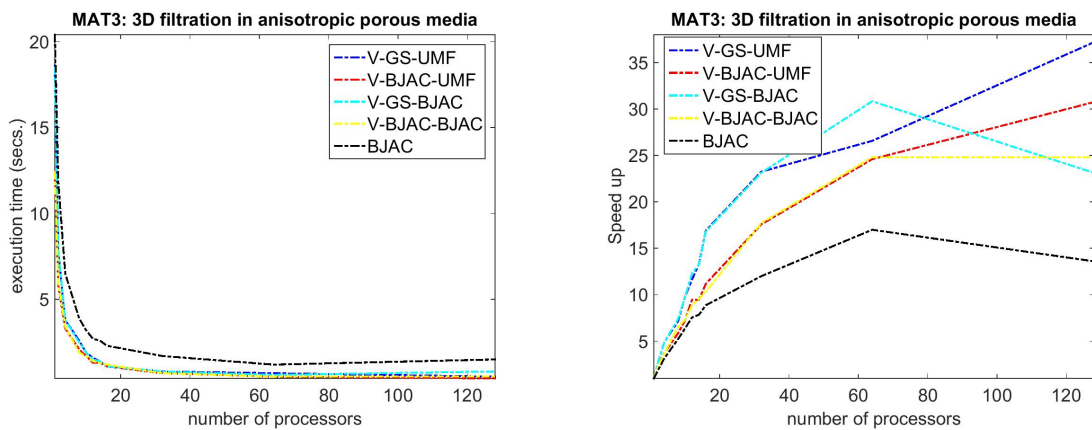 MAT3: 3D filtration in anisotropic porous media
20
15
10
5
execution time (secs.)
V-GS-UMF
V-BJAC-UMF
V-GS-BJAC
V-BJAC-BJAC
BJAC
20
40
60
80
100
120
number of processors
MAT3: 3D filtration in anisotropic porous media
35
30
25
20
15
10
5
Speed up
V-GS-UMF
V-BJAC-UMF
V-GS-BJAC
V-BJAC-BJAC
BJAC
20
40
60
80
100
120
number of processors